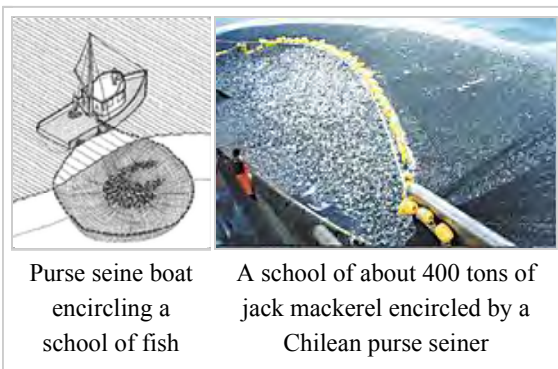 Purse seine boat
encircling a
school of fish
A school of about 400 tons of
jack mackerel encircled by a
Chilean purse seiner